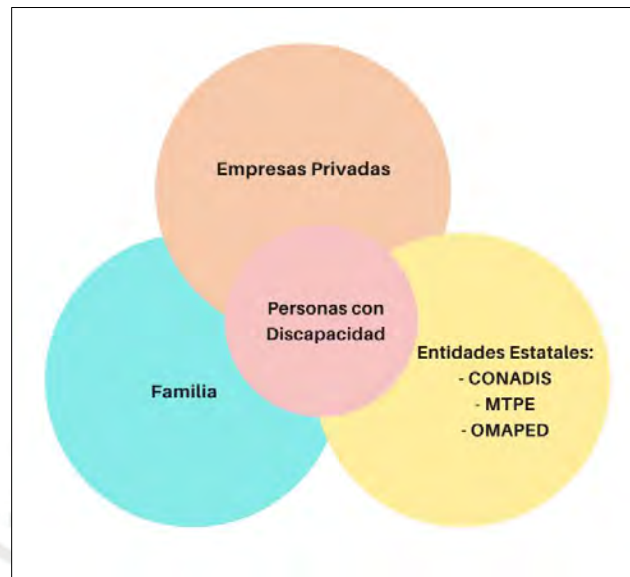 Empresas Privadas
Personas con
Discapacidad
Familia
Entidades Estatales:
- CONADIS
- MTPE
- OMAPED